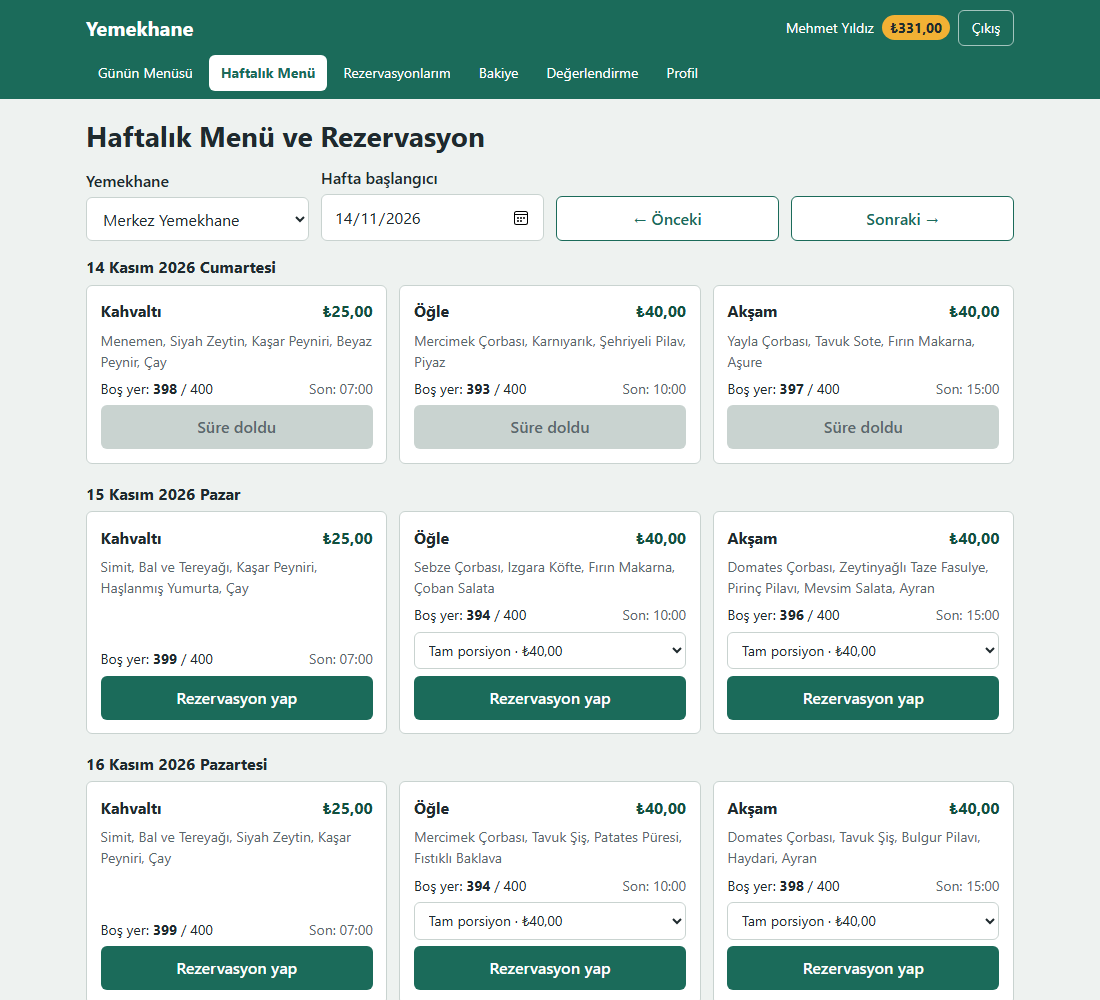 Yemekhane
Mehmet Yıldız ₺331,00 Çıkış
Günün Menüsü Haftalık Menü Rezervasyonlarım Bakiye Değerlendirme Profil
Haftalık Menü ve Rezervasyon
Yemekhane
Hafta başlangıcı
Merkez Yemekhane
14/11/2026
← Önceki
Sonraki →
14 Kasım 2026 Cumartesi
Kahvaltı ₺25,00
Menemen, Siyah Zeytin, Kaşar Peyniri, Beyaz
Peynir, Çay
Boş yer: 398 / 400 Son: 07:00
Süre doldu
Öğle ₺40,00
Mercimek Çorbası, Karnıyarık, Şehriyeli Pilav,
Piyaz
Boş yer: 393 / 400 Son: 10:00
Süre doldu
Akşam ₺40,00
Yayla Çorbası, Tavuk Sote, Fırın Makarna,
Aşure
Boş yer: 397 / 400 Son: 15:00
Süre doldu
15 Kasım 2026 Pazar
Kahvaltı ₺25,00
Simit, Bal ve Tereyağı, Kaşar Peyniri,
Haşlanmış Yumurta, Çay
Boş yer: 399 / 400 Son: 07:00
Rezervasyon yap
Öğle ₺40,00
Sebze Çorbası, Izgara Köfte, Fırın Makarna,
Çoban Salata
Boş yer: 394 / 400 Son: 10:00
Tam porsiyon · ₺40,00
Rezervasyon yap
Akşam ₺40,00
Domates Çorbası, Zeytinyağlı Taze Fasulye,
Pirinç Pilavı, Mevsim Salata, Ayran
Boş yer: 396 / 400 Son: 15:00
Tam porsiyon · ₺40,00
Rezervasyon yap
16 Kasım 2026 Pazartesi
Kahvaltı ₺25,00
Simit, Bal ve Tereyağı, Siyah Zeytin, Kaşar
Peyniri, Çay
Boş yer: 399 / 400 Son: 07:00
Rezervasyon yap
Öğle ₺40,00
Mercimek Çorbası, Tavuk Şiş, Patates Püresi,
Fıstıklı Baklava
Boş yer: 394 / 400 Son: 10:00
Tam porsiyon · ₺40,00
Rezervasyon yap
Akşam ₺40,00
Domates Çorbası, Tavuk Şiş, Bulgur Pilavı,
Haydari, Ayran
Boş yer: 398 / 400 Son: 15:00
Tam porsiyon · ₺40,00
Rezervasyon yap